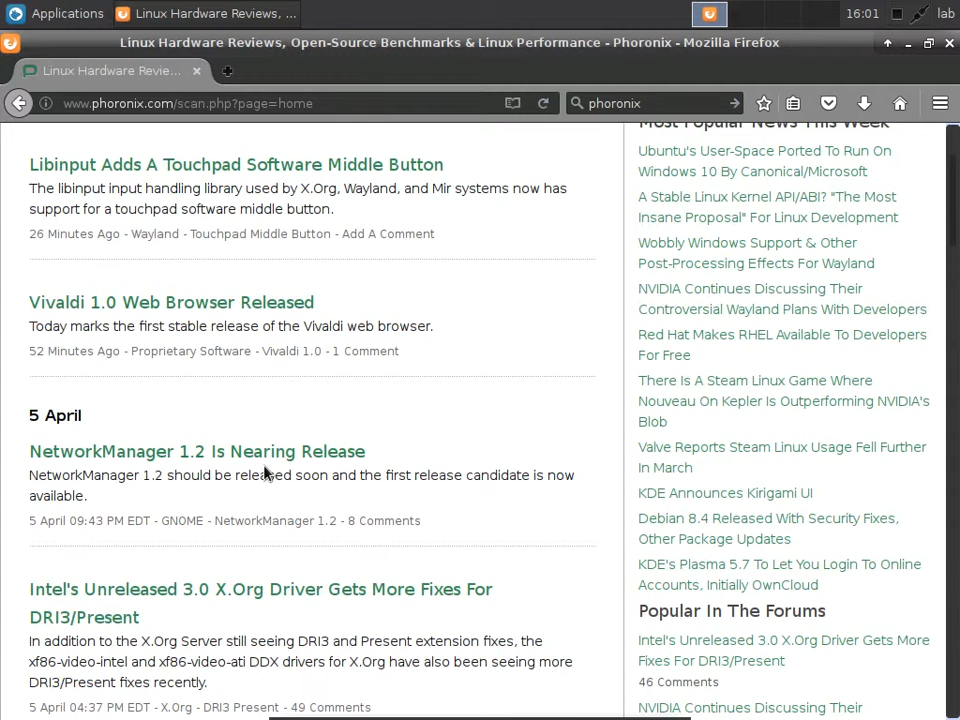 Applications
Linux Hardware Reviews, ...
16:01
lab
Linux Hardware Reviews, Open-Source Benchmarks & Linux Performance - Phoronix - Mozilla Firefox
Linux Hardware Revie...
www.phoronix.com/scan.php?page=home
phoronix
Libinput Adds A Touchpad Software Middle Button
The libinput input handling library used by X.Org, Wayland, and Mir systems now has
support for a touchpad software middle button.
26 Minutes Ago - Wayland - Touchpad Middle Button - Add A Comment
Vivaldi 1.0 Web Browser Released
Today marks the first stable release of the Vivaldi web browser.
52 Minutes Ago - Proprietary Software - Vivaldi 1.0 - 1 Comment
5 April
NetworkManager 1.2 Is Nearing Release
NetworkManager 1.2 should be released soon and the first release candidate is now
available.
5 April 09:43 PM EDT - GNOME - NetworkManager 1.2 - 8 Comments
Intel's Unreleased 3.0 X.Org Driver Gets More Fixes For
DRI3/Present
In addition to the X.Org Server still seeing DRI3 and Present extension fixes, the
xf86-video-intel and xf86-video-ati DDX drivers for X.Org have also been seeing more
DRI3/Present fixes recently.
5 April 04:37 PM EDT - X.Org - DRI3 Present - 49 Comments
Most Popular News This Week
Ubuntu's User-Space Ported To Run On
Windows 10 By Canonical/Microsoft
A Stable Linux Kernel API/ABI? "The Most
Insane Proposal" For Linux Development
Wobbly Windows Support & Other
Post-Processing Effects For Wayland
NVIDIA Continues Discussing Their
Controversial Wayland Plans With Developers
Red Hat Makes RHEL Available To Developers
For Free
There Is A Steam Linux Game Where
Nouveau On Kepler Is Outperforming NVIDIA's
Blob
Valve Reports Steam Linux Usage Fell Further
In March
KDE Announces Kirigami UI
Debian 8.4 Released With Security Fixes,
Other Package Updates
KDE's Plasma 5.7 To Let You Login To Online
Accounts, Initially OwnCloud
Popular In The Forums
Intel's Unreleased 3.0 X.Org Driver Gets More
Fixes For DRI3/Present
46 Comments
NVIDIA Continues Discussing Their